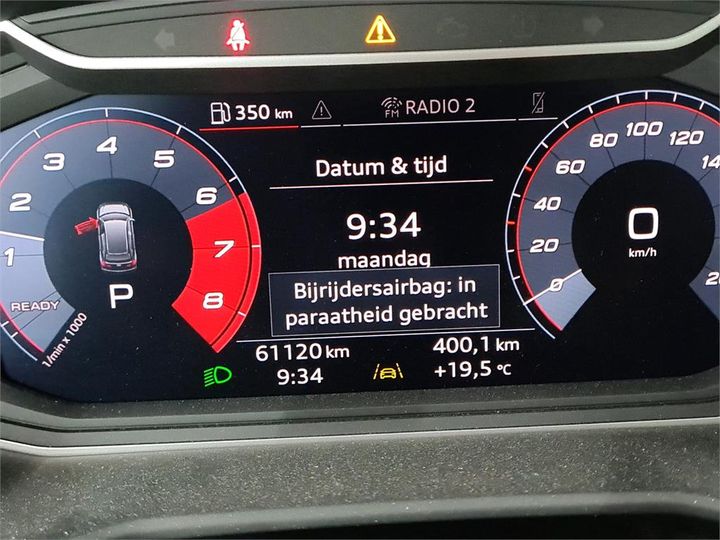 350 km
FM RADIO 2
Datum & tijd
9:34
maandag
Bijrijdersairbag: in
paraatheid gebracht
61120 km
400,1 km
9:34
+19,5 °C
1
2
3
4
5
6
7
8
READY
1/min x 1000
P
0
20
40
60
80
100
120
0
km/h